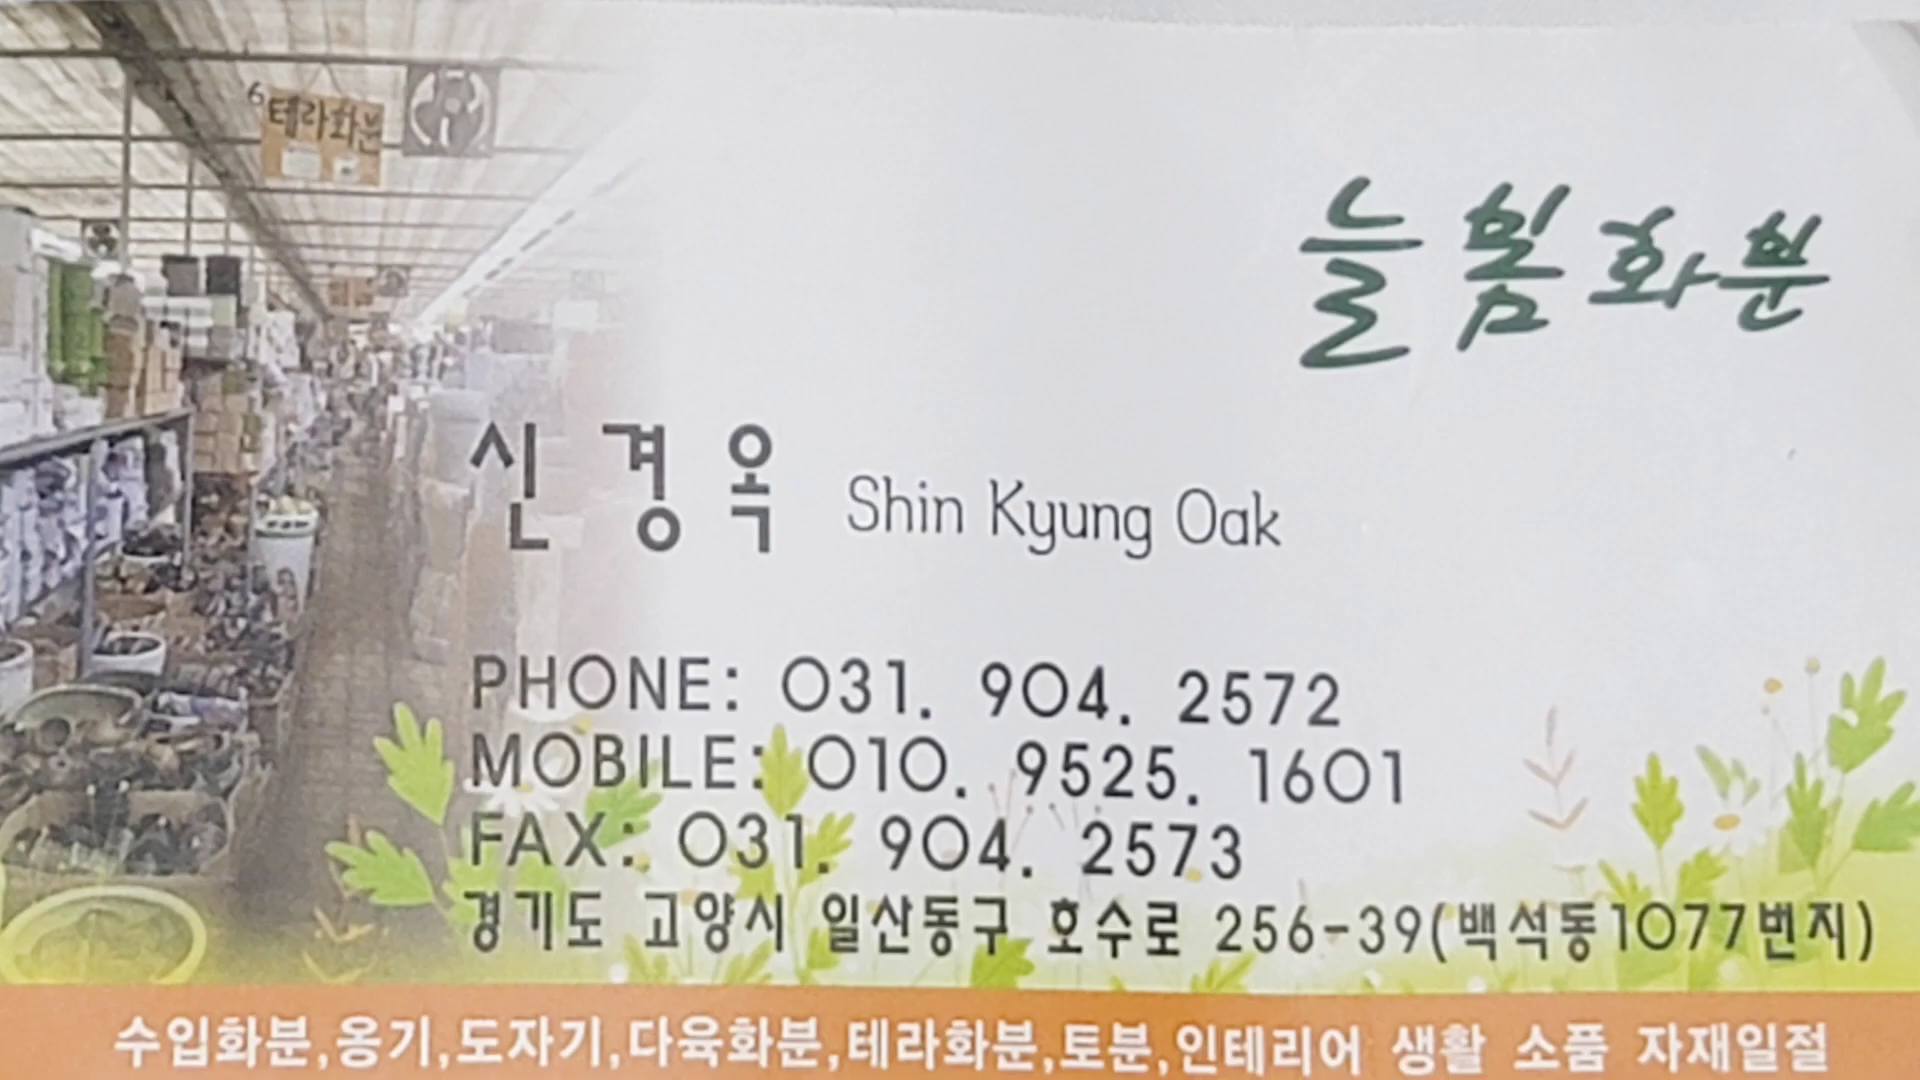 6 테라화분
늘봄화분
신경옥 Shin Kyung Oak
PHONE: 031. 904. 2572
MOBILE: 010. 9525. 1601
FAX: 031. 904. 2573
경기도 고양시 일산동구 호수로 256-39(백석동1077번지)
수입화분,옹기,도자기,다육화분,테라화분,토분,인테리어 생활 소품 자재일절